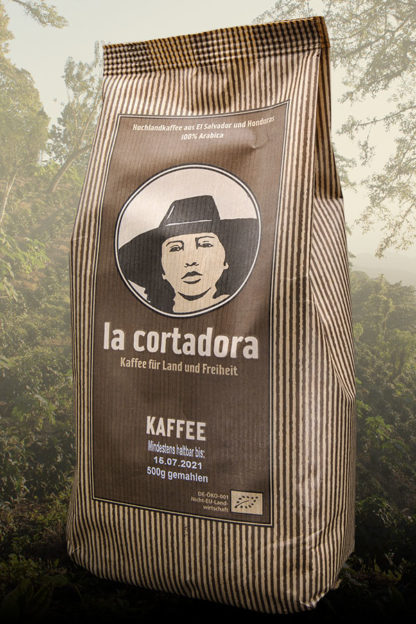 Hochlandkaffee aus El Salvador und Honduras
100% Arabica
la cortadora
Kaffee für Land und Freiheit
KAFFEE
Mindestens haltbar bis:
15.07.2021
500g gemahlen
DE-ÖKO-001
Nicht-EU-Land-
wirtschaft